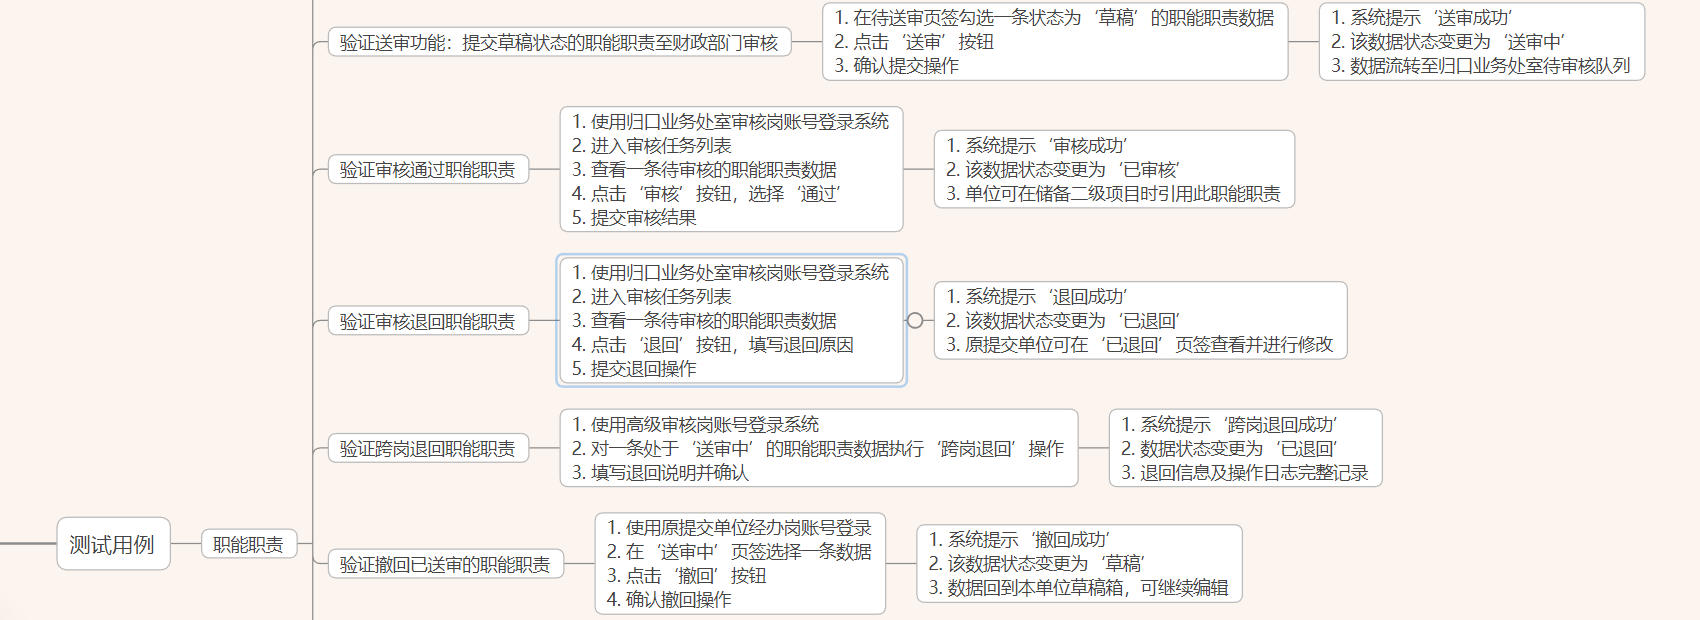 验证送审功能：提交草稿状态的职能职责至财政部门审核
1. 在待送审页签勾选一条状态为‘草稿’的职能职责数据
2. 点击‘送审’按钮
3. 确认提交操作
1. 系统提示‘送审成功’
2. 该数据状态变更为‘送审中’
3. 数据流转至归口业务处室待审核队列
验证审核通过职能职责
1. 使用归口业务处室审核岗账号登录系统
2. 进入审核任务列表
3. 查看一条待审核的职能职责数据
4. 点击‘审核’按钮，选择‘通过’
5. 提交审核结果
1. 系统提示‘审核成功’
2. 该数据状态变更为‘已审核’
3. 单位可在储备二级项目时引用此职能职责
验证审核退回职能职责
1. 使用归口业务处室审核岗账号登录系统
2. 进入审核任务列表
3. 查看一条待审核的职能职责数据
4. 点击‘退回’按钮，填写退回原因
5. 提交退回操作
1. 系统提示‘退回成功’
2. 该数据状态变更为‘已退回’
3. 原提交单位可在‘已退回’页签查看并进行修改
验证跨岗退回职能职责
1. 使用高级审核岗账号登录系统
2. 对一条处于‘送审中’的职能职责数据执行‘跨岗退回’操作
3. 填写退回说明并确认
1. 系统提示‘跨岗退回成功’
2. 数据状态变更为‘已退回’
3. 退回信息及操作日志完整记录
测试用例
职能职责
验证撤回已送审的职能职责
1. 使用原提交单位经办岗账号登录
2. 在‘送审中’页签选择一条数据
3. 点击‘撤回’按钮
4. 确认撤回操作
1. 系统提示‘撤回成功’
2. 该数据状态变更为‘草稿’
3. 数据回到本单位草稿箱，可继续编辑